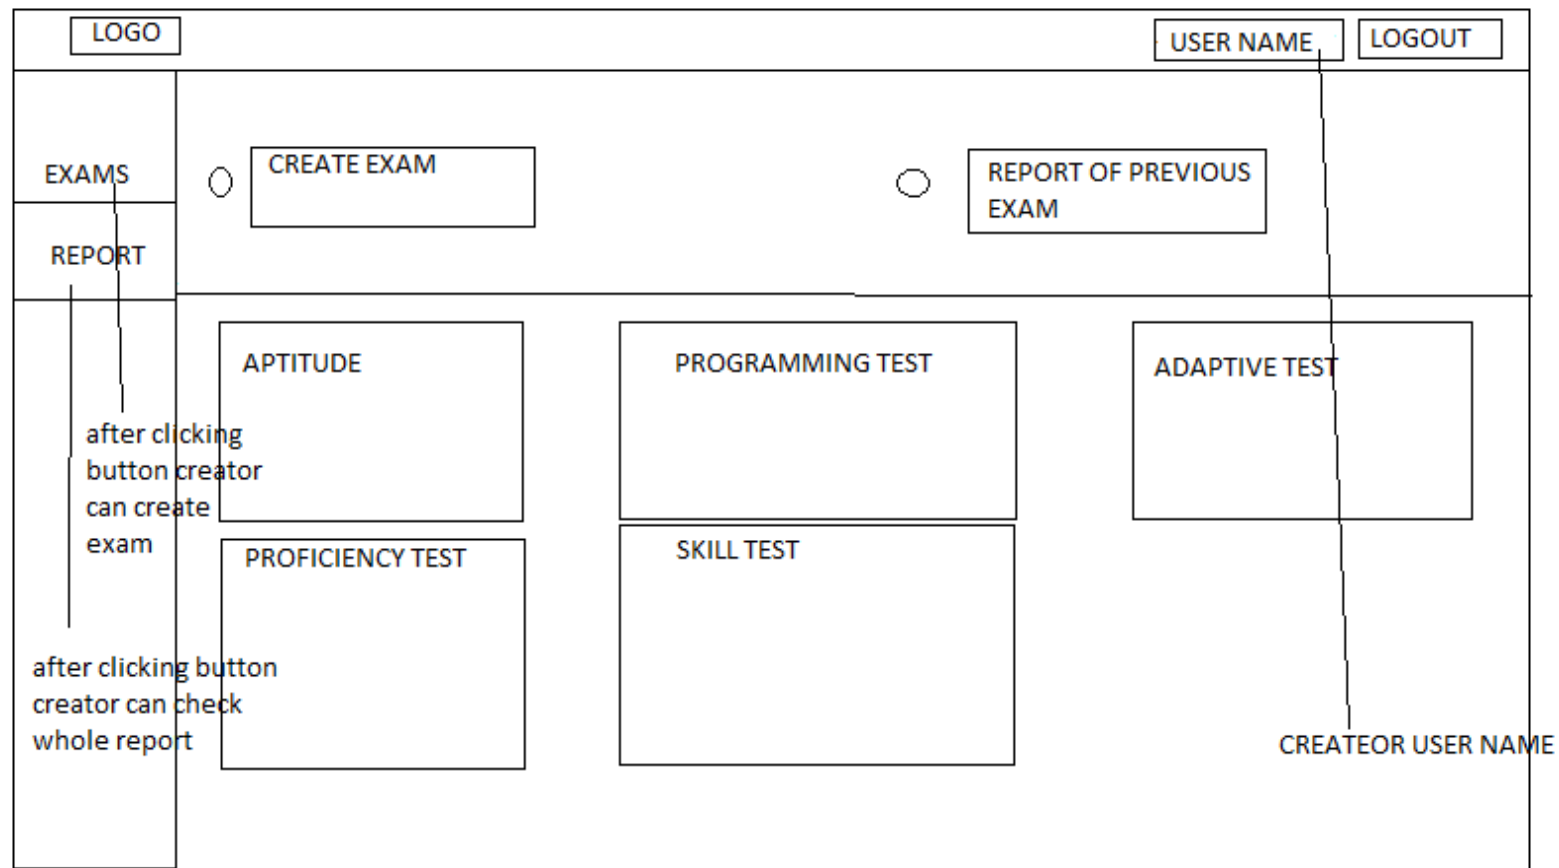 LOGO
USER NAME
LOGOUT
EXAMS
REPORT
CREATE EXAM
REPORT OF PREVIOUS
EXAM
APTITUDE
PROGRAMMING TEST
ADAPTIVE TEST
after clicking
button creator
can create
exam
PROFICIENCY TEST
SKILL TEST
after clicking button
creator can check
whole report
CREATEOR USER NAME